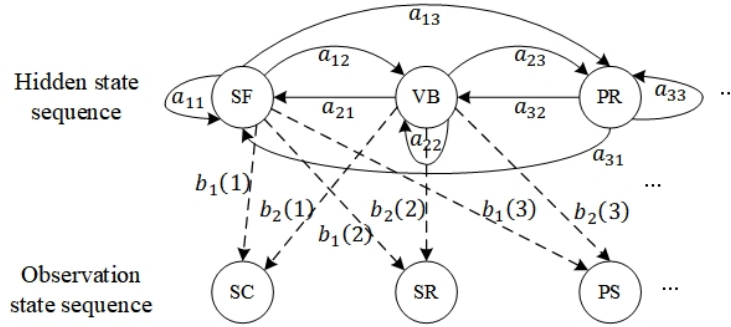 a₁₃
a₁₂
a₂₃
Hidden state
sequence
a₁₁
SF
a₂₁
VB
a₃₂
PR
a₃₃
..
a₂₂
a₃₁
b₁(1)
b₂(1)
b₁(2)
b₂(2)
b₁(3)
b₂(3)
...
Observation
state sequence
SC
SR
PS
...